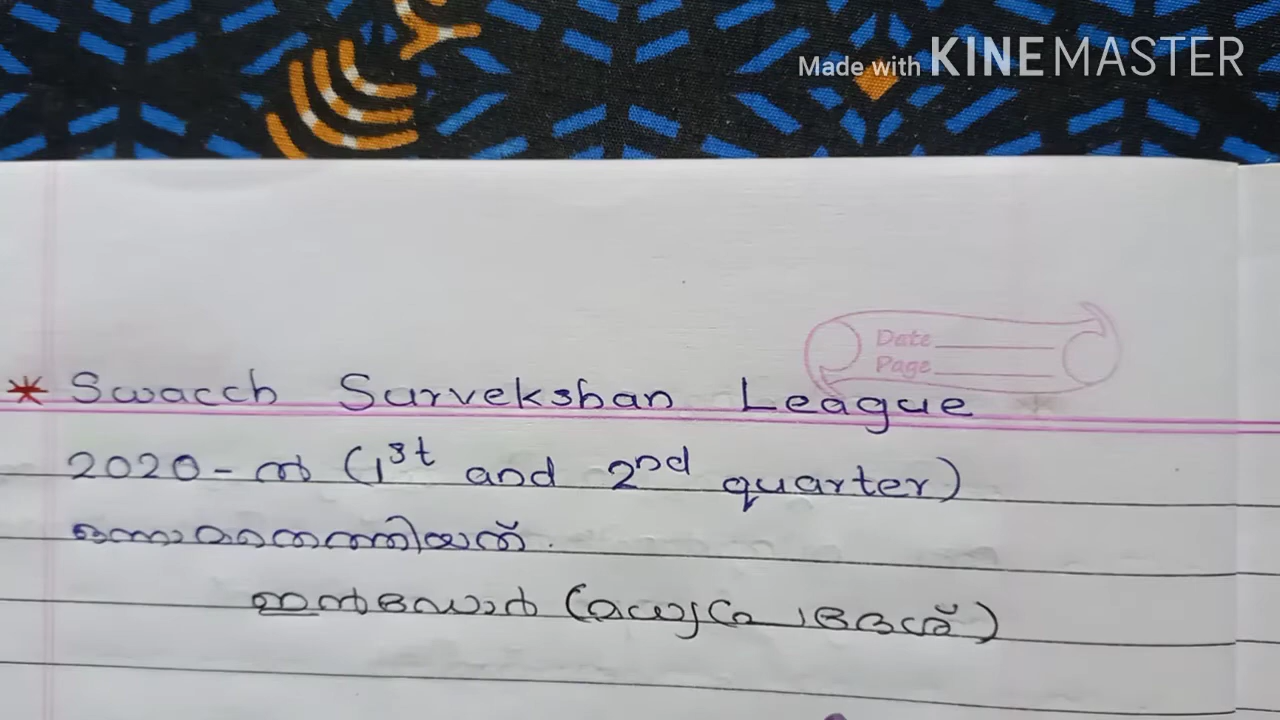 Made with KINEMASTER
Date
Page
* Swacch Survekshan League
2020-ൽ (1st and 2nd quarter)
ഒന്നാമതെത്തിയത്.
ഇൻഡോർ (മധ്യപ്രദേശ്)